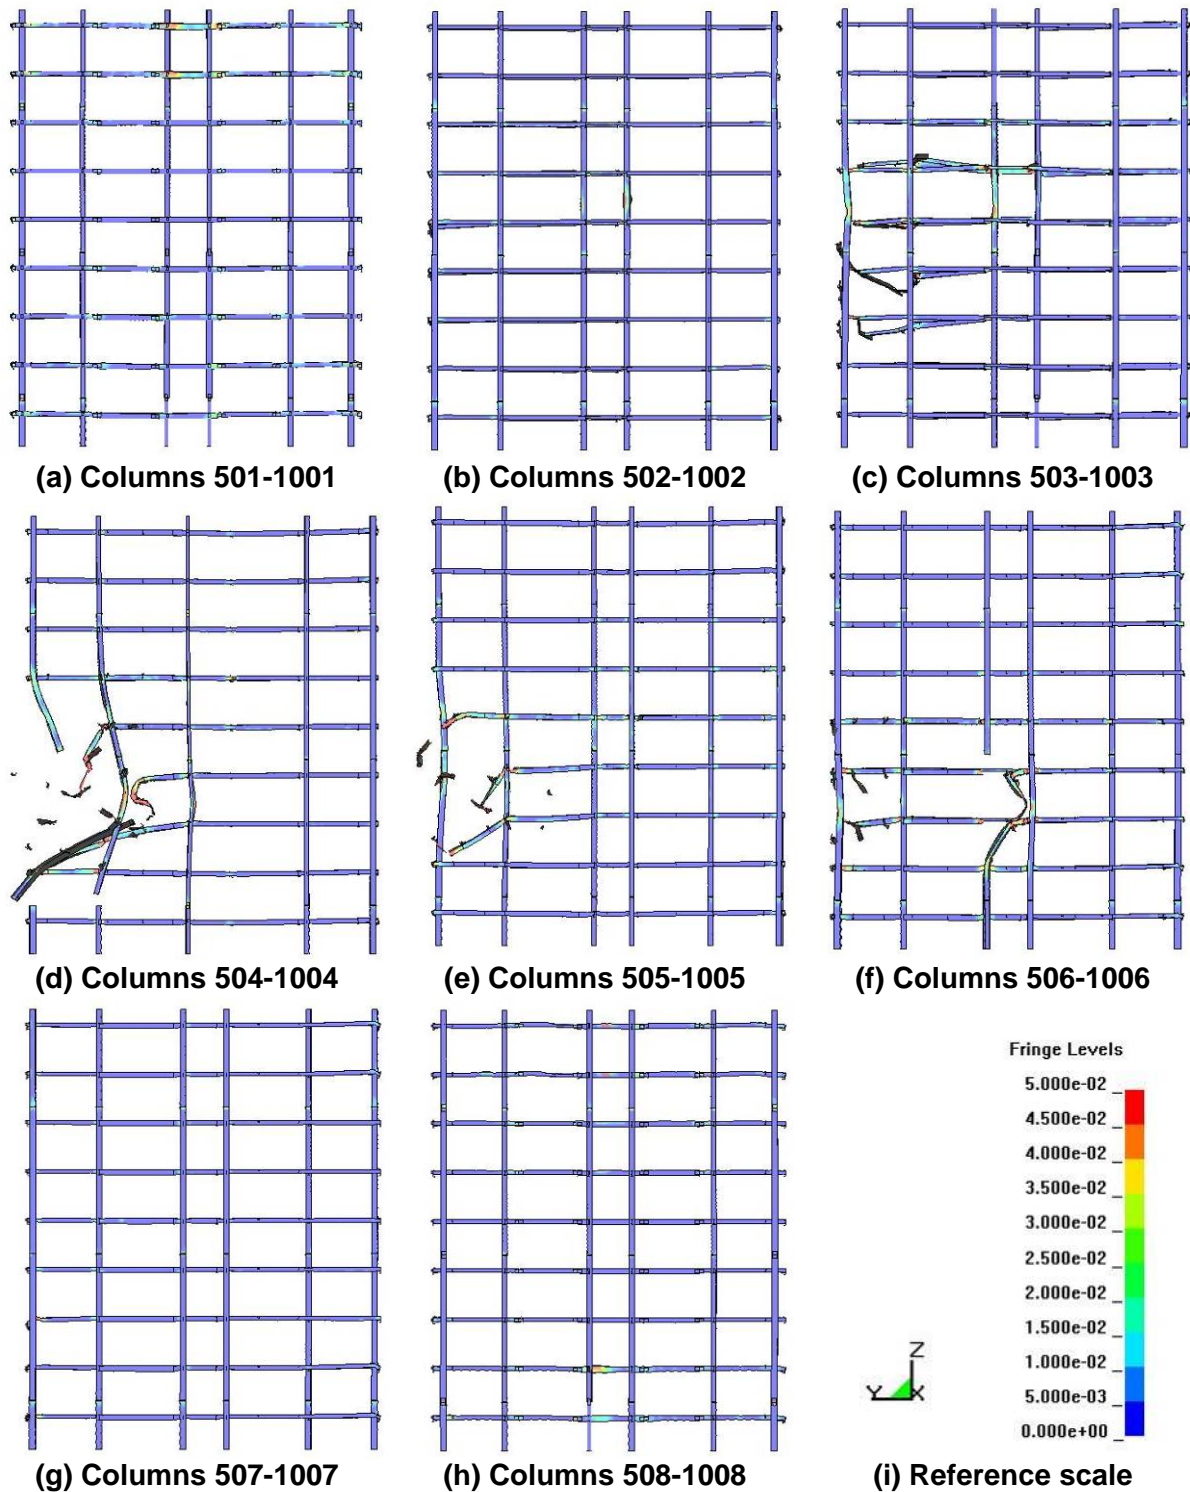 (a) Columns 501-1001
(b) Columns 502-1002
(c) Columns 503-1003
(d) Columns 504-1004
(e) Columns 505-1005
(f) Columns 506-1006
Fringe Levels
5.000e-02
4.500e-02
4.000e-02
3.500e-02
3.000e-02
2.500e-02
2.000e-02
1.500e-02
1.000e-02
5.000e-03
0.000e+00
Z
Y X
(g) Columns 507-1007
(h) Columns 508-1008
(i) Reference scale